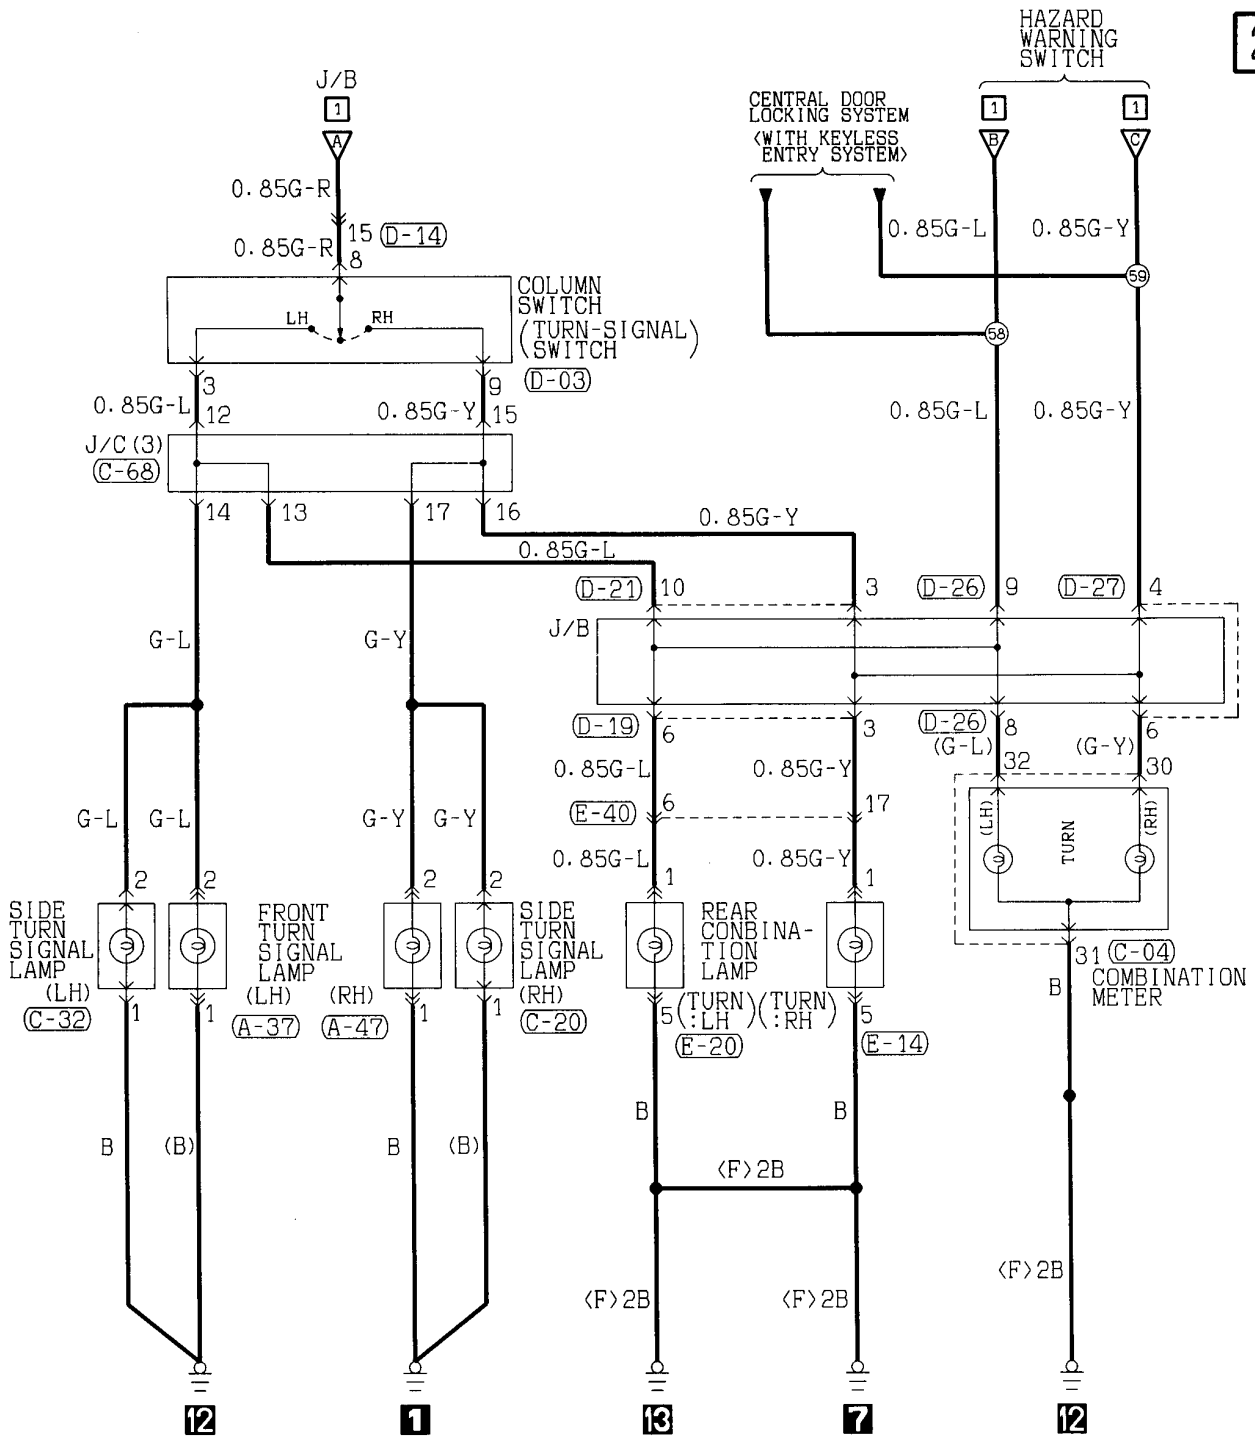 HAZARD
WARNING
SWITCH
J/B
1
A
CENTRAL DOOR
LOCKING SYSTEM
<WITH KEYLESS
ENTRY SYSTEM>
1
B
1
C
0.85G-R
15 (D-14)
0.85G-R
8
0.85G-L
0.85G-Y
59
58
COLUMN
SWITCH
(TURN-SIGNAL)
SWITCH
LH
RH
(D-03)
3
9
0.85G-L
12
0.85G-Y
15
0.85G-L
0.85G-Y
J/C(3)
(C-68)
14
13
17
16
0.85G-Y
0.85G-L
(D-21) 10
3
(D-26) 9
(D-27) 4
J/B
G-L
G-Y
(D-19) 6
3
(D-26) 8
6
(G-L)
32
(G-Y)
30
0.85G-L
0.85G-Y
(E-40) 6
17
G-L
G-L
G-Y
G-Y
(LH)
TURN
(RH)
0.85G-L
0.85G-Y
2
2
2
2
1
1
SIDE
TURN
SIGNAL
LAMP
(LH)
(C-32)
1
FRONT
TURN
SIGNAL
LAMP
(LH)
(A-37)
1
(RH)
(A-47)
1
SIDE
TURN
SIGNAL
LAMP
(RH)
(C-20)
1
REAR
CONBINA-
TION
LAMP
5
(TURN
:LH)
(E-20)
(TURN
:RH)
5
(E-14)
31 (C-04)
B
COMBINATION
METER
B
(B)
B
(B)
B
B
<F>2B
<F>2B
<F>2B
<F>2B
12
1
13
7
12